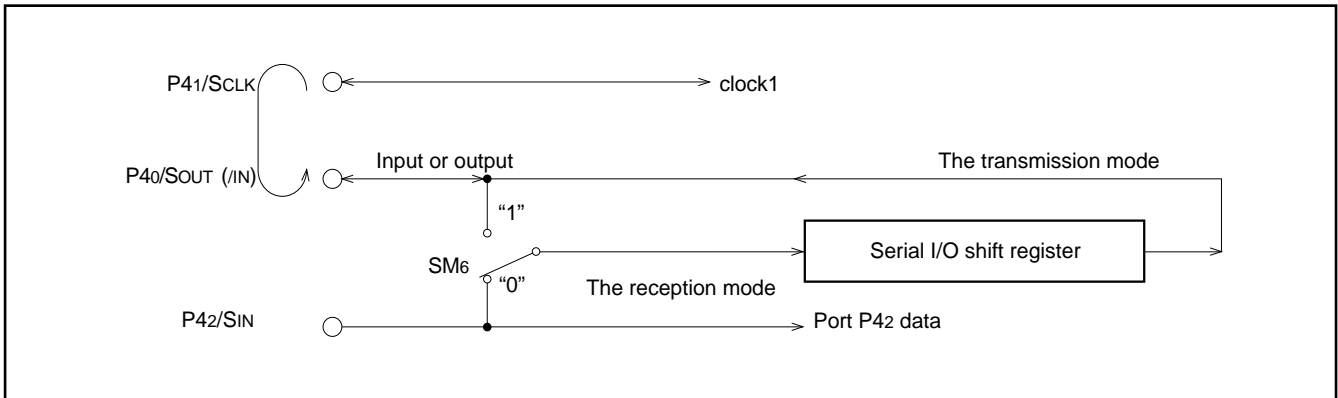 P41/SCLK
clock1
P40/SOUT (/IN)
Input or output
The transmission mode
“1”
SM6
Serial I/O shift register
“0”
The reception mode
P42/SIN
Port P42 data